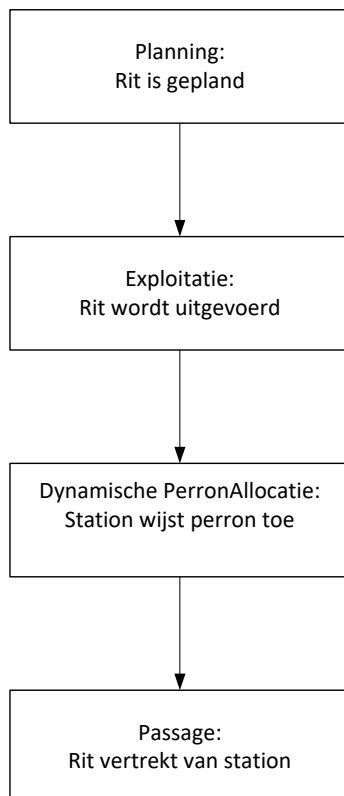 Planning:
Rit is gepland
Exploitatie:
Rit wordt uitgevoerd
Dynamische PerronAllocatie:
Station wijst perron toe
Passage:
Rit vertrekt van station